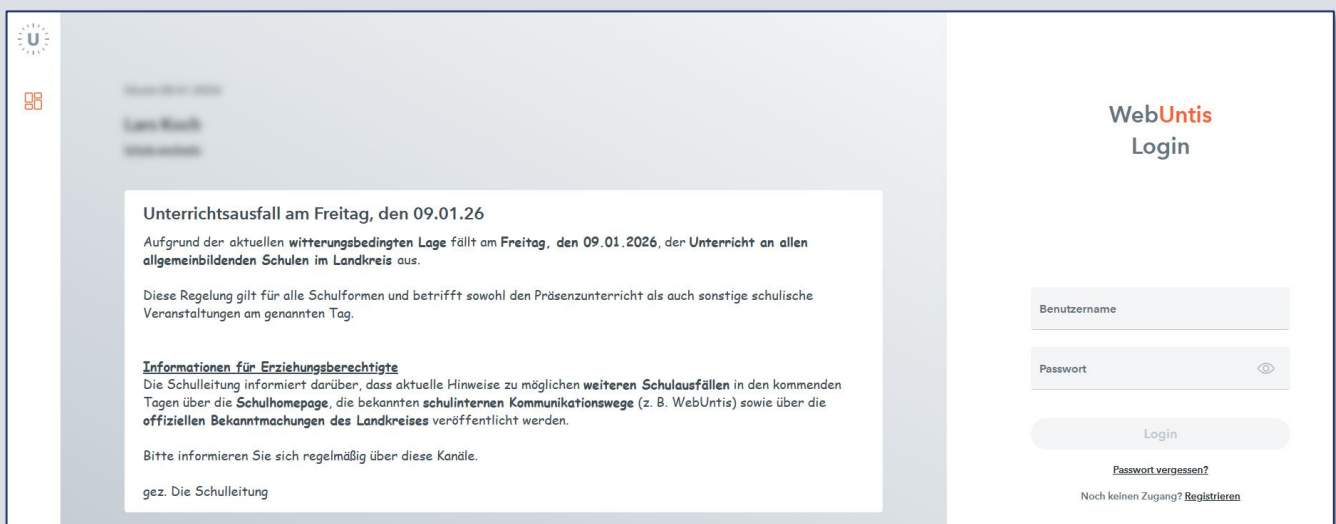 U
Unterrichtsausfall am Freitag, den 09.01.26
Aufgrund der aktuellen witterungsbedingten Lage fällt am Freitag, den 09.01.2026, der Unterricht an allen
allgemeinbildenden Schulen im Landkreis aus.
Diese Regelung gilt für alle Schulformen und betrifft sowohl den Präsenzunterricht als auch sonstige schulische
Veranstaltungen am genannten Tag.
Informationen für Erziehungsberechtigte
Die Schulleitung informiert darüber, dass aktuelle Hinweise zu möglichen weiteren Schulausfällen in den kommenden
Tagen über die Schulhomepage, die bekannten schulinternen Kommunikationswege (z. B. WebUntis) sowie über die
offiziellen Bekanntmachungen des Landkreises veröffentlicht werden.
Bitte informieren Sie sich regelmäßig über diese Kanäle.
gez. Die Schulleitung
WebUntis
Login
Benutzername
Passwort
Login
Passwort vergessen?
Noch keinen Zugang? Registrieren